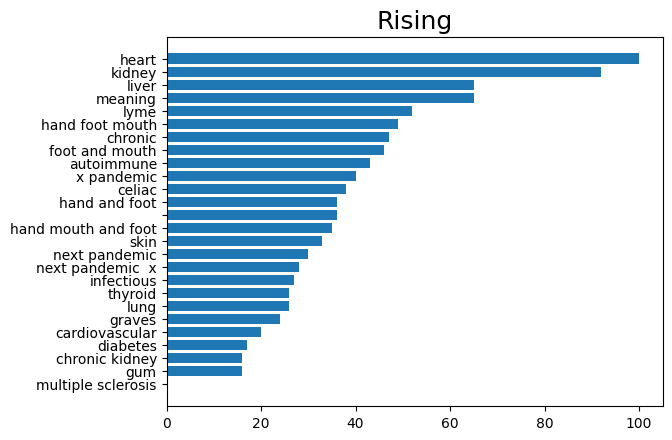 Rising
heart
kidney
liver
meaning
lyme
hand foot mouth
chronic
foot and mouth
autoimmune
x pandemic
celiac
hand and foot
hand mouth and foot
skin
next pandemic
next pandemic  x
infectious
thyroid
lung
graves
cardiovascular
diabetes
chronic kidney
gum
multiple sclerosis
0 20 40 60 80 100